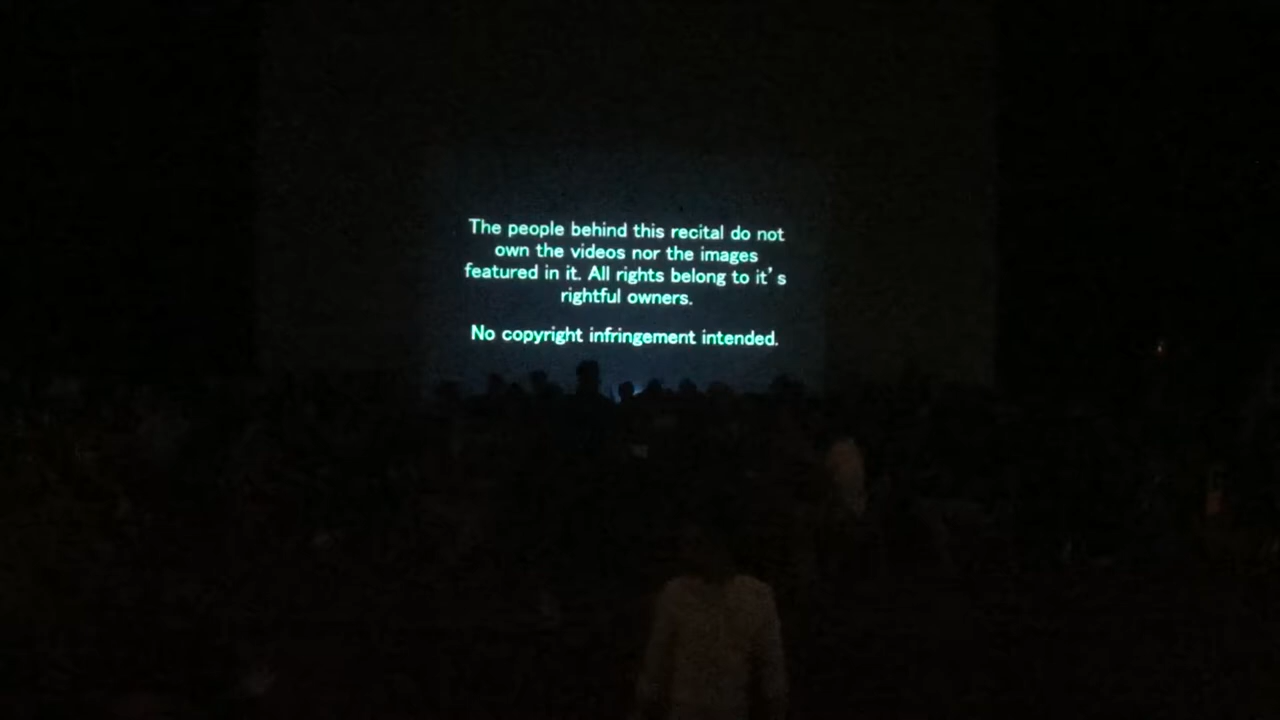 The people behind this recital do not
own the videos nor the images
featured in it. All rights belong to it’s
rightful owners.
No copyright infringement intended.